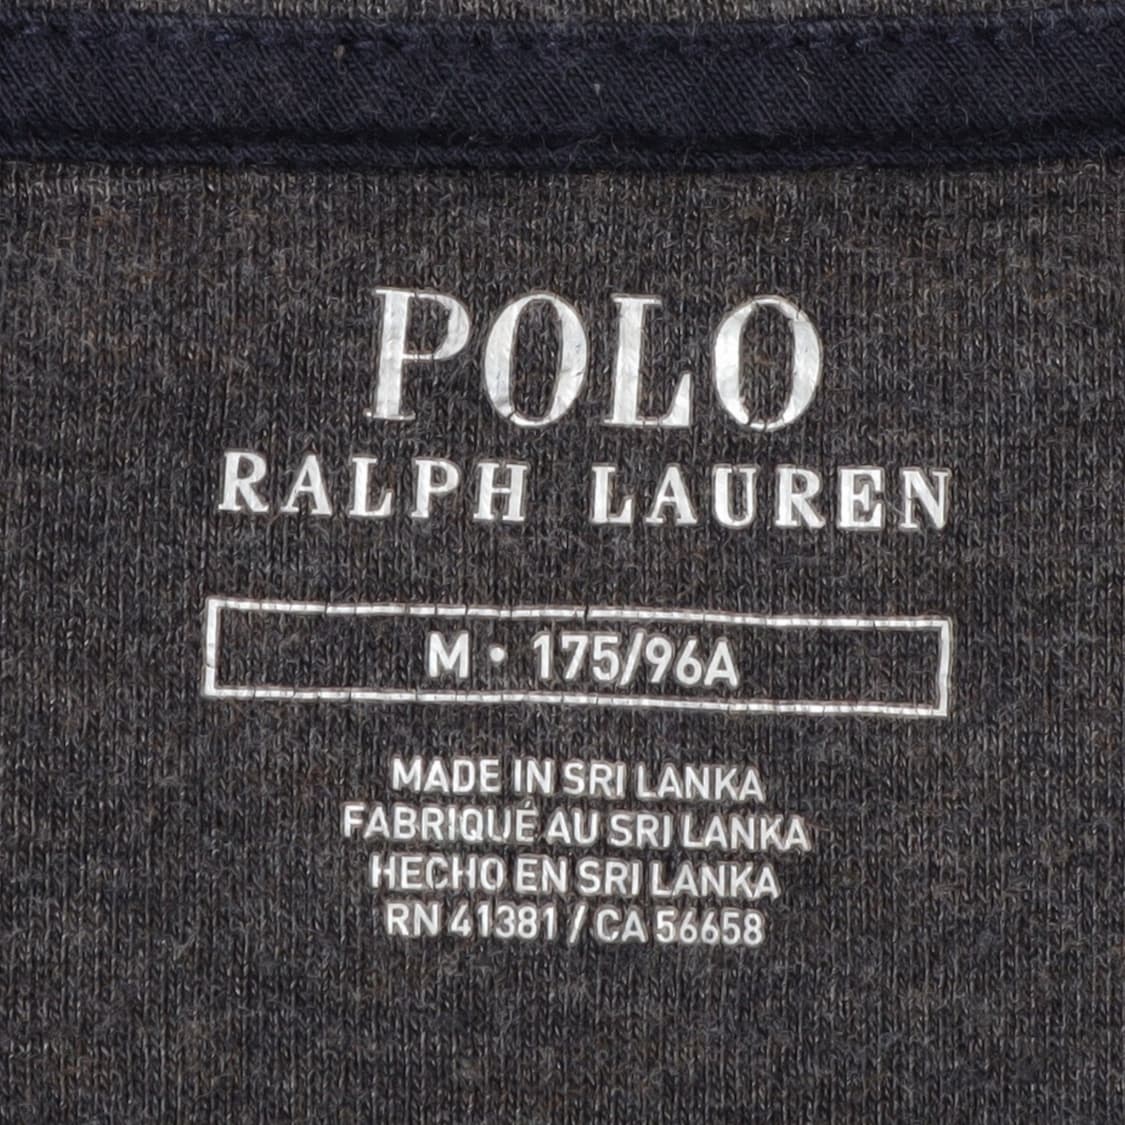 POLO
RALPH LAUREN
M • 175/96A
MADE IN SRI LANKA
FABRIQUÉ AU SRI LANKA
HECHO EN SRI LANKA
RN 41381 / CA 56658